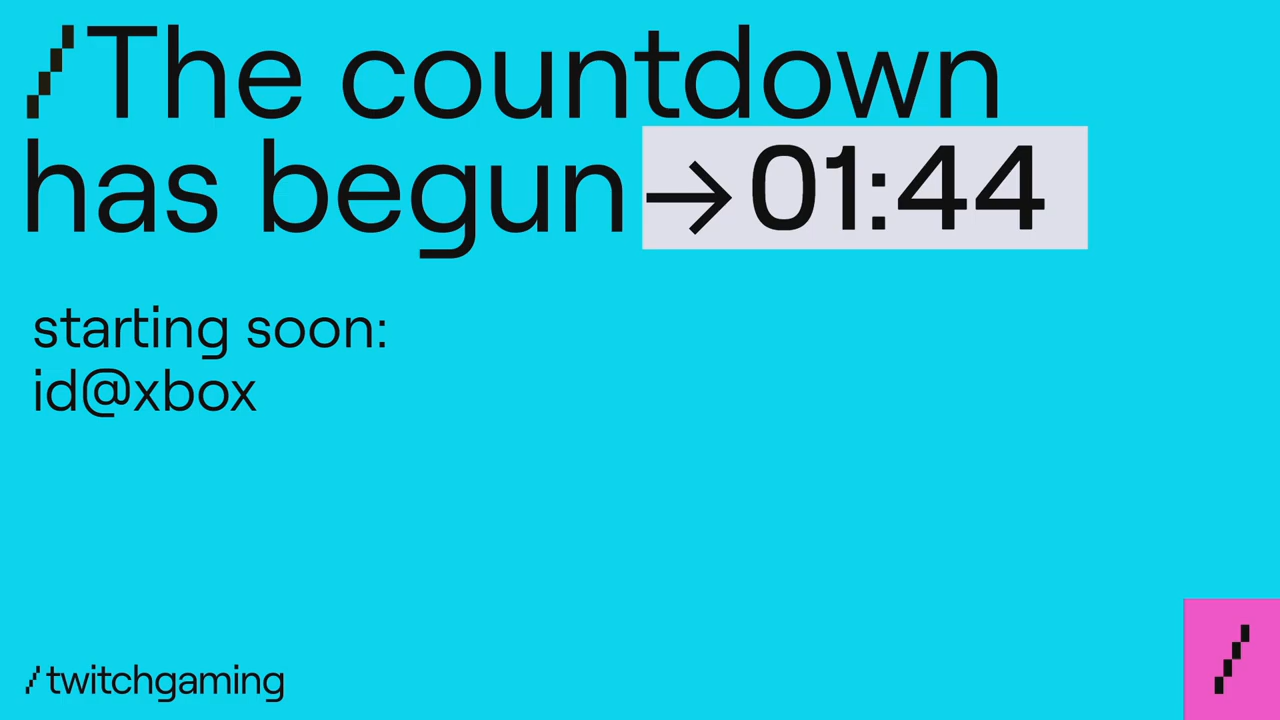 /The countdown
has begun →01:44
starting soon:
id@xbox
/twitchgaming
/